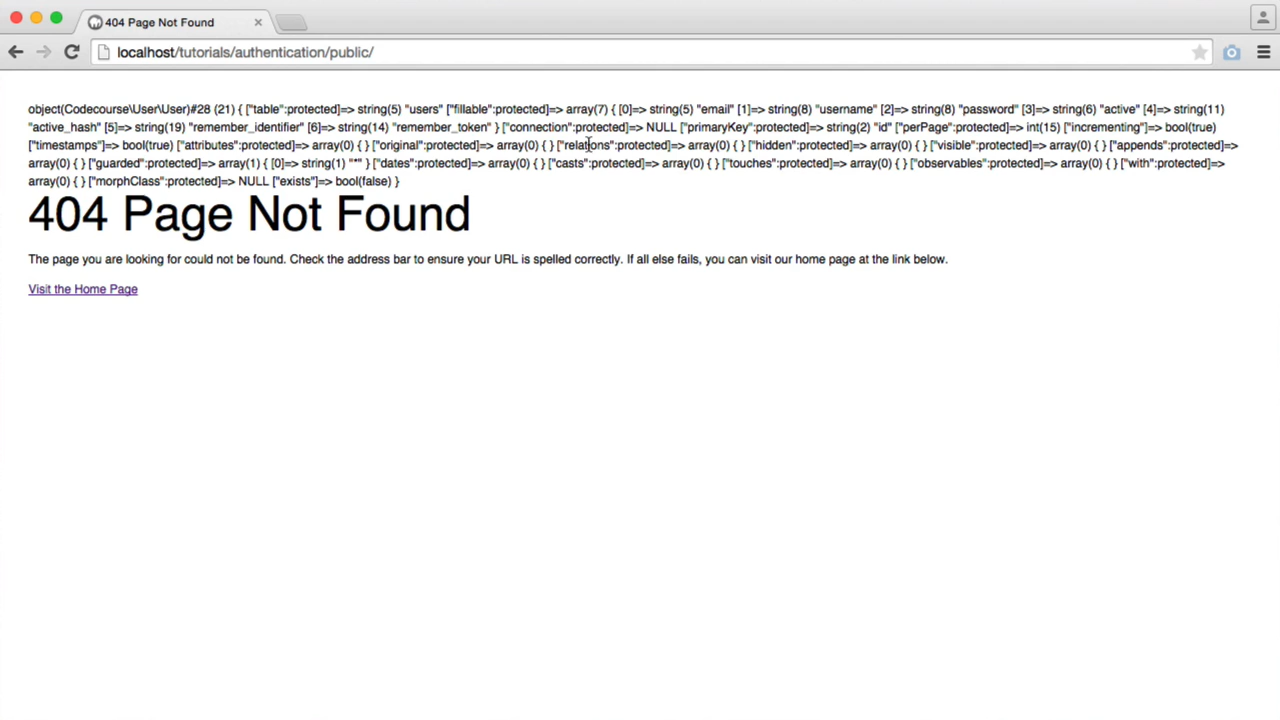 404 Page Not Found
localhost/tutorials/authentication/public/
object(Codecourse\User\User)#28 (21) { ["table":protected]=> string(5) "users" ["fillable":protected]=> array(7) { [0]=> string(5) "email" [1]=> string(8) "username" [2]=> string(8) "password" [3]=> string(6) "active" [4]=> string(11)
"active_hash" [5]=> string(19) "remember_identifier" [6]=> string(14) "remember_token" } ["connection":protected]=> NULL ["primaryKey":protected]=> string(2) "id" ["perPage":protected]=> int(15) ["incrementing"]=> bool(true)
["timestamps"]=> bool(true) ["attributes":protected]=> array(0) { } ["original":protected]=> array(0) { } ["relations":protected]=> array(0) { } ["hidden":protected]=> array(0) { } ["visible":protected]=> array(0) { } ["appends":protected]=>
array(0) { } ["guarded":protected]=> array(1) { [0]=> string(1) "*" } ["dates":protected]=> array(0) { } ["casts":protected]=> array(0) { } ["touches":protected]=> array(0) { } ["observables":protected]=> array(0) { } ["with":protected]=>
array(0) { } ["morphClass":protected]=> NULL ["exists"]=> bool(false) }
404 Page Not Found
The page you are looking for could not be found. Check the address bar to ensure your URL is spelled correctly. If all else fails, you can visit our home page at the link below.
Visit the Home Page